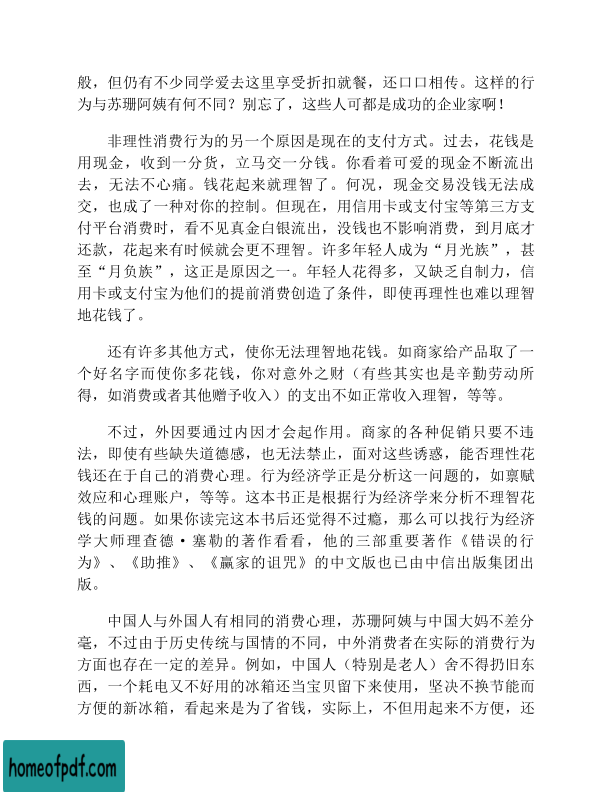 般，但仍有不少同学爱去这里享受折扣就餐，还口口相传。这样的行
为与苏珊阿姨有何不同？别忘了，这些人可都是成功的企业家啊！
非理性消费行为的另一个原因是现在的支付方式。过去，花钱是
用现金，收到一分货，立马交一分钱。你看着可爱的现金不断流出
去，无法不心痛。钱花起来就理智了。何况，现金交易没钱无法成
交，也成了一种对你的控制。但现在，用信用卡或支付宝等第三方支
付平台消费时，看不见真金白银流出，没钱也不影响消费，到月底才
还款，花起来有时候就会更不理智。许多年轻人成为“月光族”，甚
至“月负族”，这正是原因之一。年轻人花得多，又缺乏自制力，信
用卡或支付宝为他们的提前消费创造了条件，即使再理性也难以理智
地花钱了。
还有许多其他方式，使你无法理智地花钱。如商家给产品取了一
个好名字而使你多花钱，你对意外之财（有些其实也是辛勤劳动所
得，如消费或者其他赠予收入）的支出不如正常收入理智，等等。
不过，外因要通过内因才会起作用。商家的各种促销只要不违
法，即使有些缺失道德感，也无法禁止，面对这些诱惑，能否理性花
钱还在于自己的消费心理。行为经济学正是分析这一问题的，如禀赋
效应和心理账户，等等。这本书正是根据行为经济学来分析不理智花
钱的问题。如果你读完这本书后还觉得不过瘾，那么可以找行为经济
学大师理查德·塞勒的著作看看，他的三部重要著作《错误的行
为》、《助推》、《赢家的诅咒》的中文版也已由中信出版集团出
版。
中国人与外国人有相同的消费心理，苏珊阿姨与中国大妈不差分
毫，不过由于历史传统与国情的不同，中外消费者在实际的消费行为
方面也存在一定的差异。例如，中国人（特别是老人）舍不得扔旧东
西，一个耗电又不好用的冰箱还当宝贝留下来使用，坚决不换节能而
方便的新冰箱，看起来是为了省钱，实际上，不但用起来不方便，还
homeofpdf.com